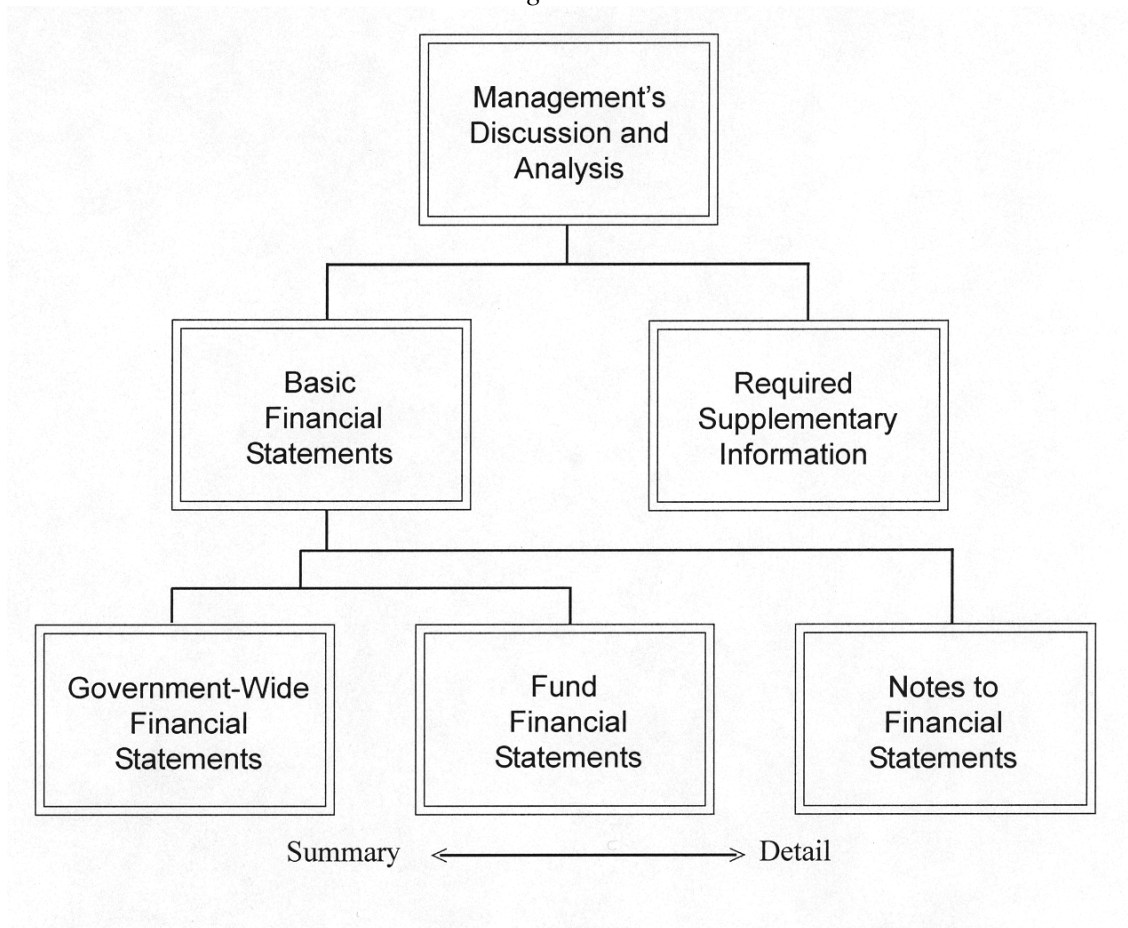 Management’s
Discussion and
Analysis
Basic
Financial
Statements
Required
Supplementary
Information
Government-Wide
Financial
Statements
Fund
Financial
Statements
Notes to
Financial
Statements
Summary
Detail